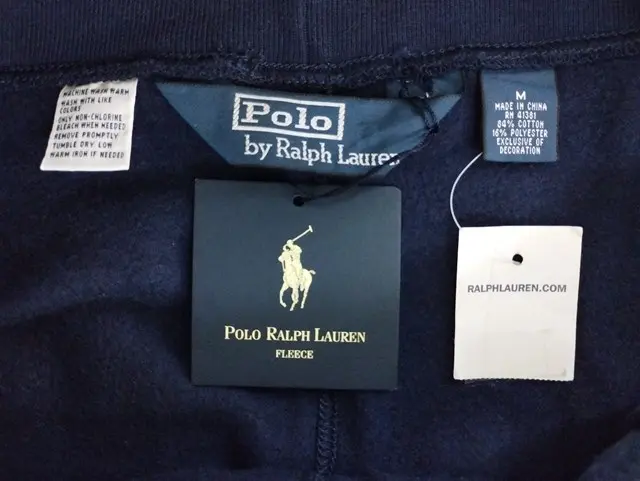 MACHINE WASH WARM
WASH WITH LIKE
COLORS
ONLY NON-CHLORINE
BLEACH WHEN NEEDED
REMOVE PROMPTLY
TUMBLE DRY LOW
WARM IRON IF NEEDED
Polo
by Ralph Lauren
M
MADE IN CHINA
RN 41381
84% COTTON
16% POLYESTER
EXCLUSIVE OF
DECORATION
POLO RALPH LAUREN
FLEECE
RALPHLAUREN.COM